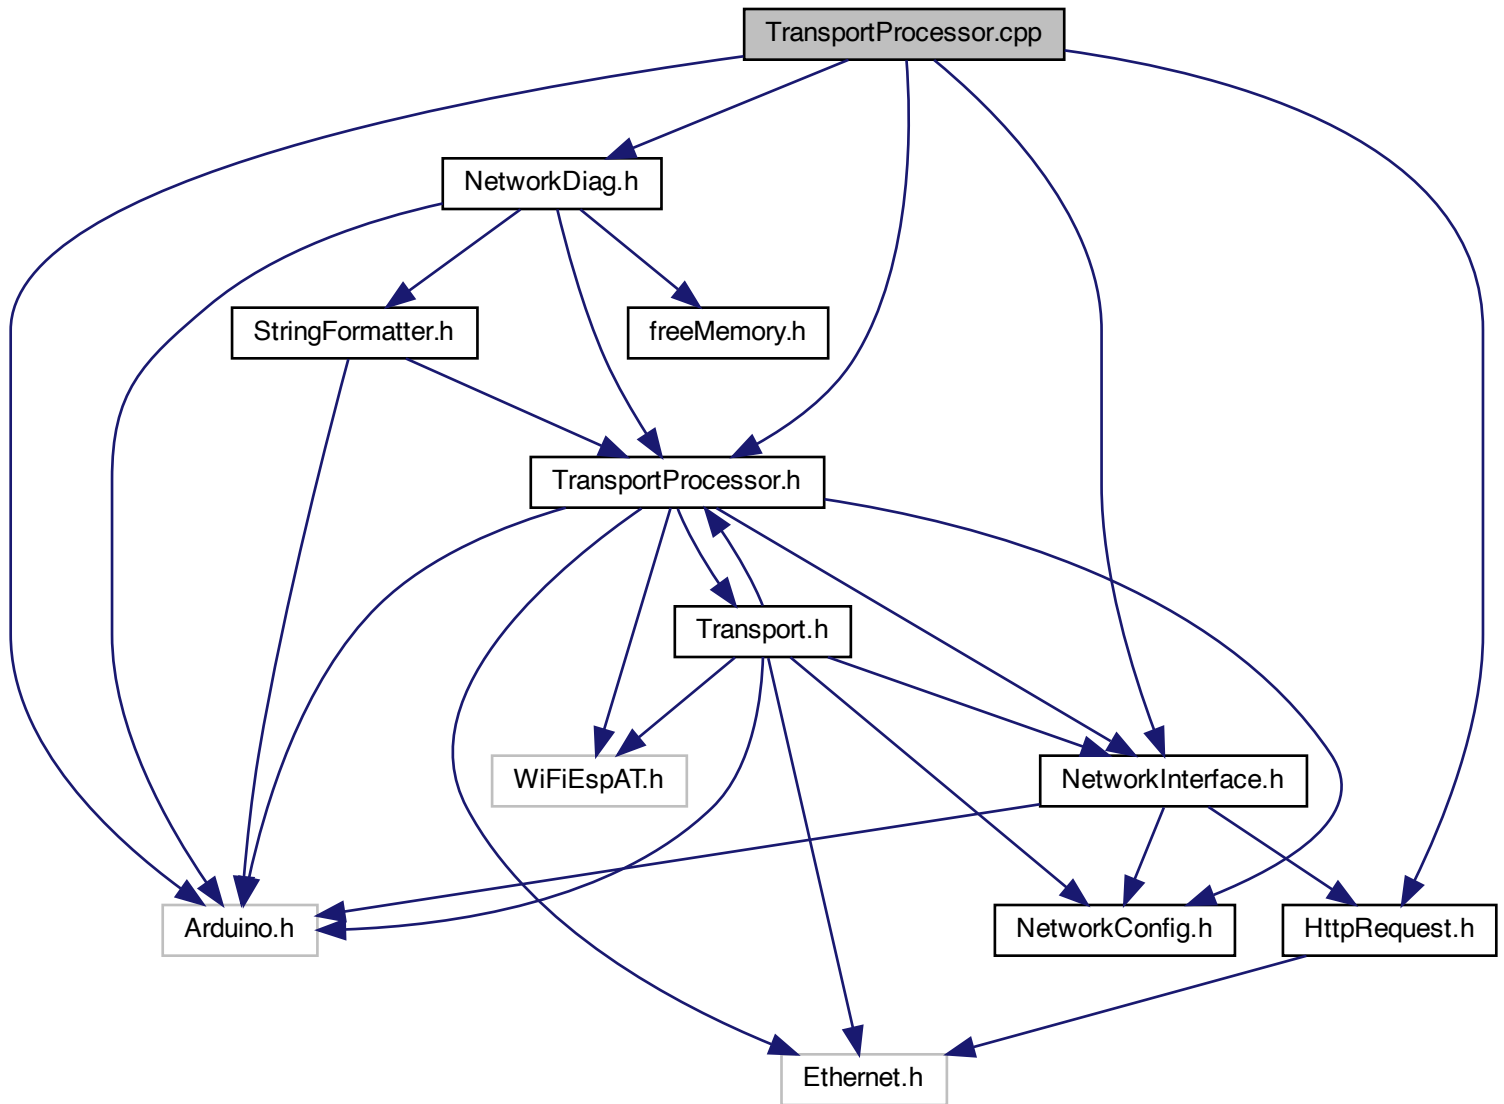 TransportProcessor.cpp
NetworkDiag.h
StringFormatter.h
freeMemory.h
TransportProcessor.h
Transport.h
WiFiEspAT.h
NetworkInterface.h
Arduino.h
NetworkConfig.h
HttpRequest.h
Ethernet.h